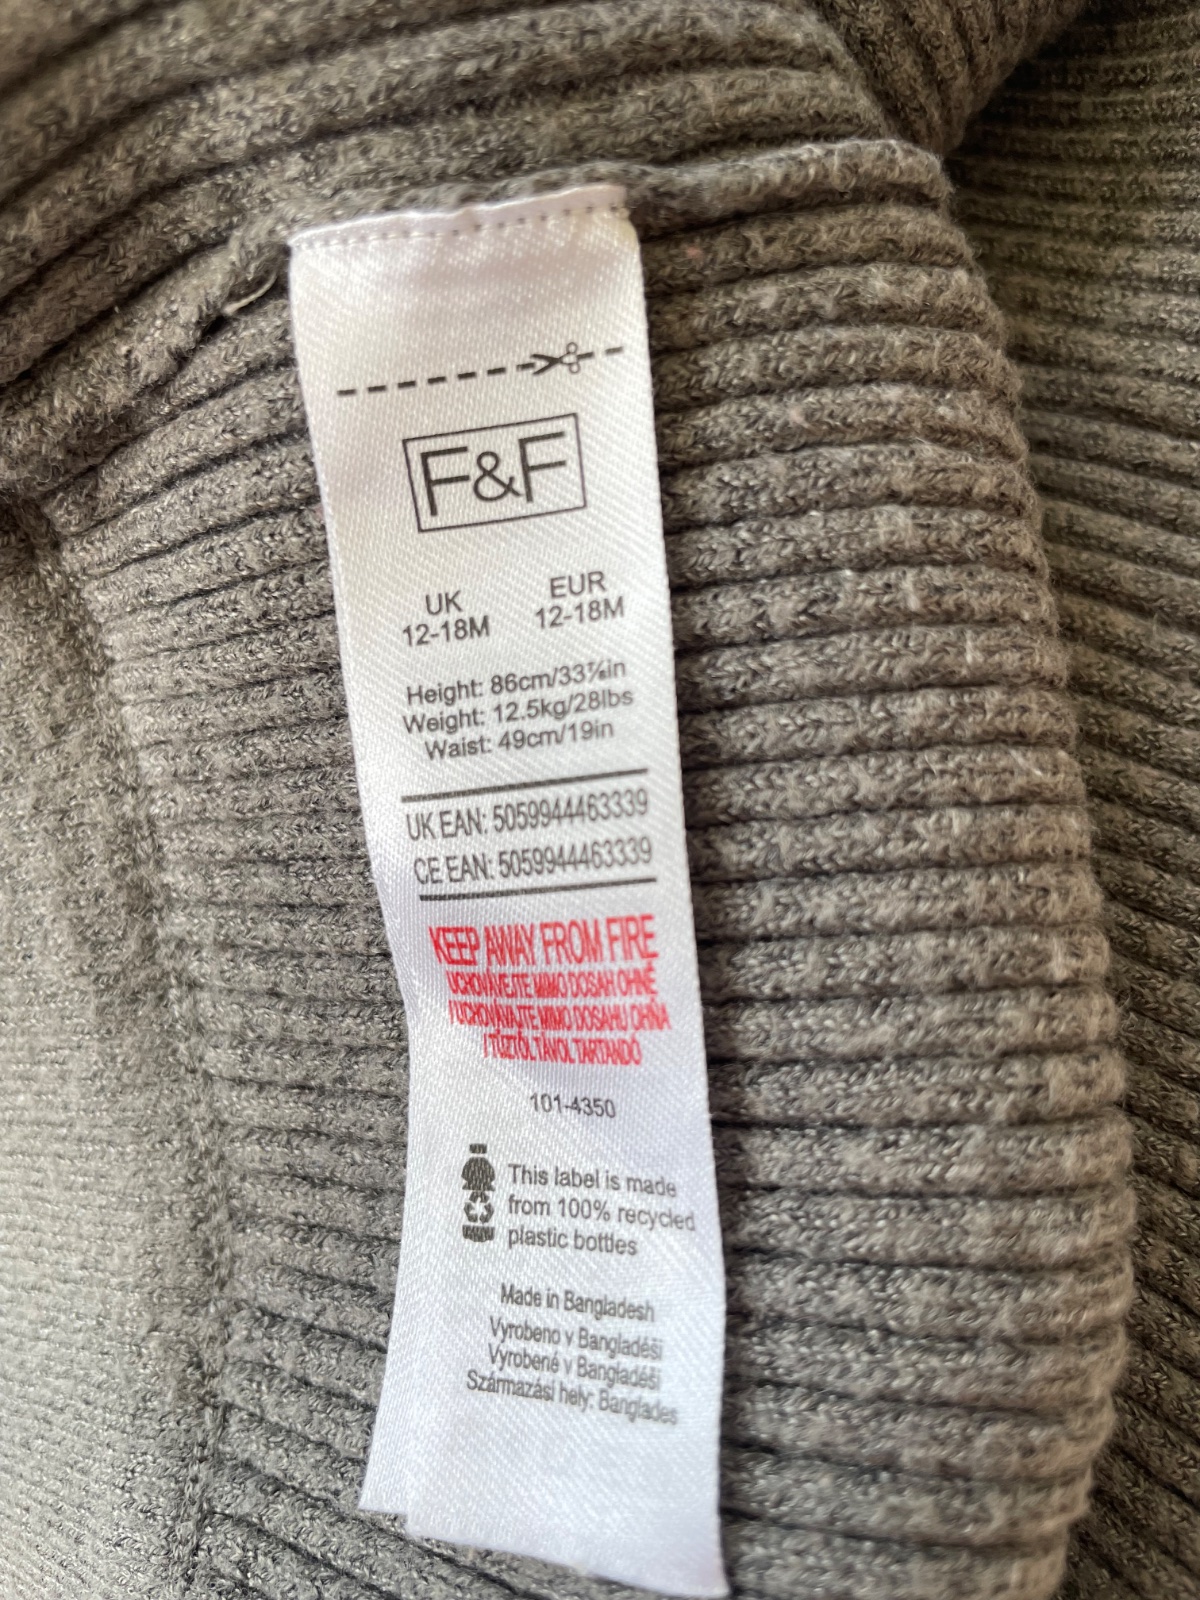 F&F
UK
12-18M
EUR
12-18M
Height: 86cm/33⅞in
Weight: 12.5kg/28lbs
Waist: 49cm/19in
UK EAN: 5059944463339
CE EAN: 5059944463339
KEEP AWAY FROM FIRE
UCHOVÁVEJTE MIMO DOSAH OHNĚ
/ UCHOVÁVAJTE MIMO DOSAHU OHŇA
/ TŰZTŐL TÁVOL TARTANDÓ
101-4350
This label is made
from 100% recycled
plastic bottles
Made in Bangladesh
Vyrobeno v Bangladéši
Vyrobené v Bangladéši
Származási hely: Banglades